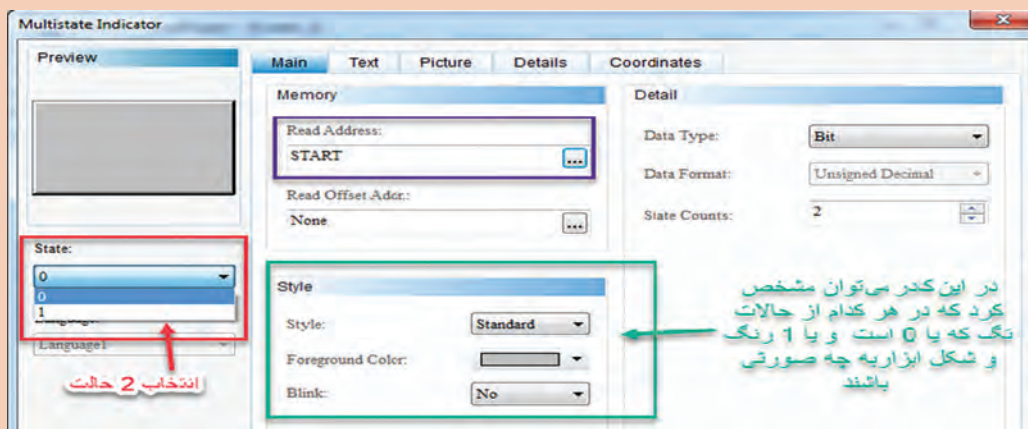 Multistate Indicator
Preview
Main Text Picture Details Coordinates
Memory
Read Address:
START
...
Read Offset Addr.:
None
...
Detail
Data Type: Bit
Data Format: Unsigned Decimal
State Counts: 2
State:
0
0
1
Language1
انتخاب 2 حالت
Style
Style: Standard
Foreground Color:
Blink: No
در این کادر می‌توان مشخص
کرد که در هر کدام از حالات
تگ که یا 0 است و یا 1 رنگ
و شکل ابزار به چه صورتی
باشند